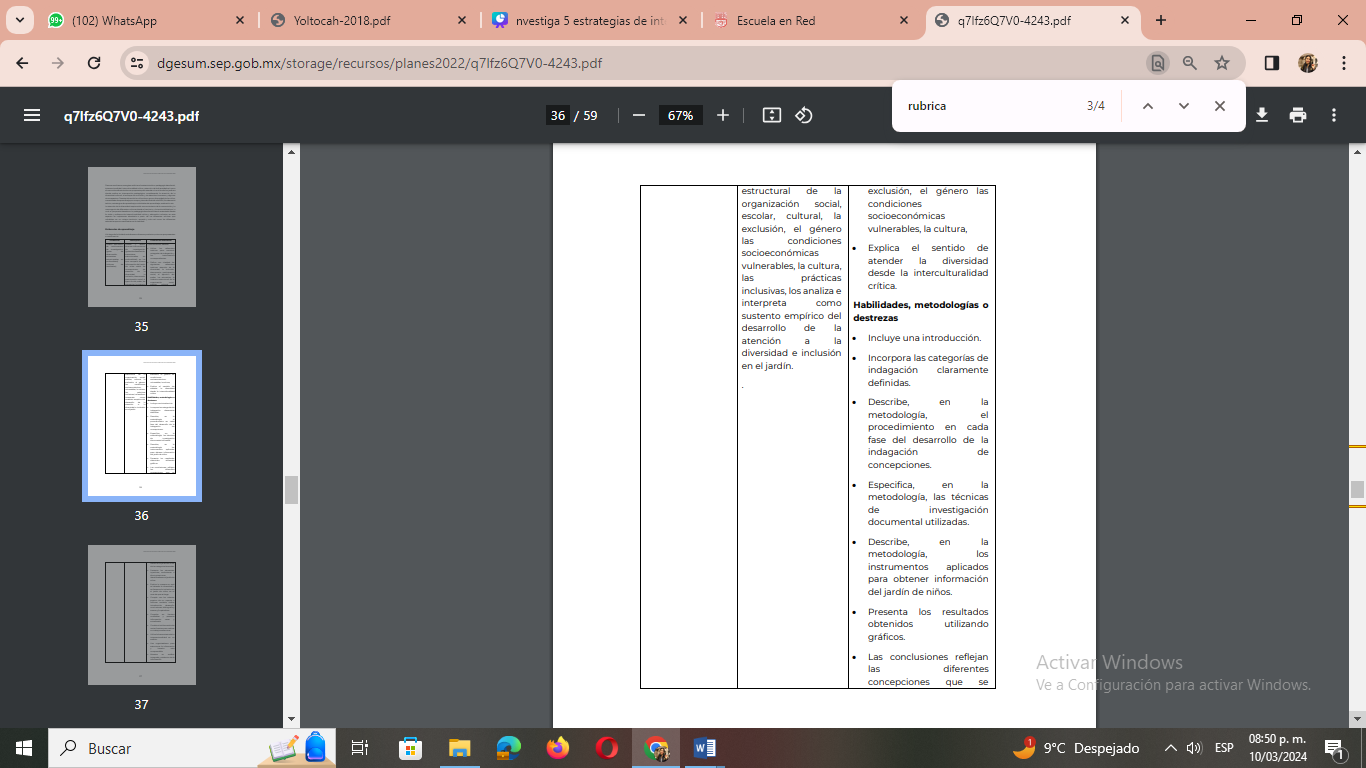 (102) WhatsApp
Yoltocah-2018.pdf
nvestiga 5 estrategias de int
Escuela en Red
q7lfz6Q7V0-4243.pdf
dgesum.sep.gob.mx/storage/recursos/planes2022/q7lfz6Q7V0-4243.pdf
rubrica 3/4
q7lfz6Q7V0-4243.pdf
36 / 59
67%
35
36
37
estructural de la
organización social,
escolar, cultural, la
exclusión, el género
las condiciones
socioeconómicas
vulnerables, la cultura,
las prácticas
inclusivas, los analiza e
interpreta como
sustento empírico del
desarrollo de la
atención a la
diversidad e inclusión
en el jardín.
.
exclusión, el género las
condiciones
socioeconómicas
vulnerables, la cultura,
• Explica el sentido de
atender la diversidad
desde la interculturalidad
crítica.
Habilidades, metodologías o
destrezas
• Incluye una introducción.
• Incorpora las categorías de
indagación claramente
definidas.
• Describe, en la
metodología, el
procedimiento en cada
fase del desarrollo de la
indagación de
concepciones.
• Especifica, en la
metodología, las técnicas
de investigación
documental utilizadas.
• Describe, en la
metodología, los
instrumentos aplicados
para obtener información
del jardín de niños.
• Presenta los resultados
obtenidos utilizando
gráficos.
• Las conclusiones reflejan
las diferentes
concepciones que se
Activar Windows
Ve a Configuración para activar Windows.
Buscar
9°C Despejado
ESP
08:50 p. m.
10/03/2024